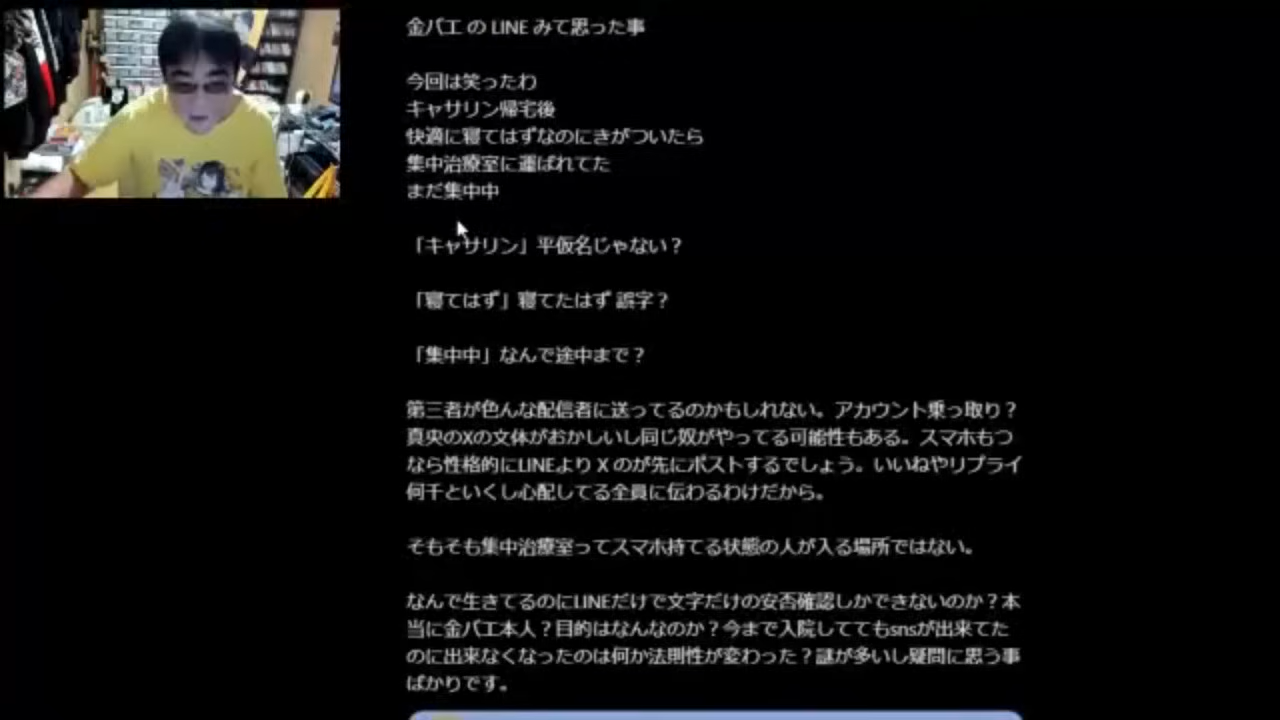 金バエ の LINE みて思った事
今回は笑ったわ
キャサリン帰宅後
快適に寝てはずなのにきがついたら
集中治療室に運ばれてた
まだ集中中
「キャサリン」平仮名じゃない？
「寝てはず」寝てたはず 誤字？
「集中中」なんで途中まで？
第三者が色んな配信者に送ってるのかもしれない。アカウント乗っ取り？
真央のXの文体がおかしいし同じ奴がやってる可能性もある。スマホもつ
なら性格的にLINEより X のが先にポストするでしょう。いいねやリプライ
何千といくし心配してる全員に伝わるわけだから。
そもそも集中治療室ってスマホ持てる状態の人が入る場所ではない。
なんで生きてるのにLINEだけで文字だけの安否確認しかできないのか？本
当に金バエ本人？目的はなんなのか？今まで入院しててもsnsが出来てた
のに出来なくなったのは何か法則性が変わった？謎が多いし疑問に思う事
ばかりです。